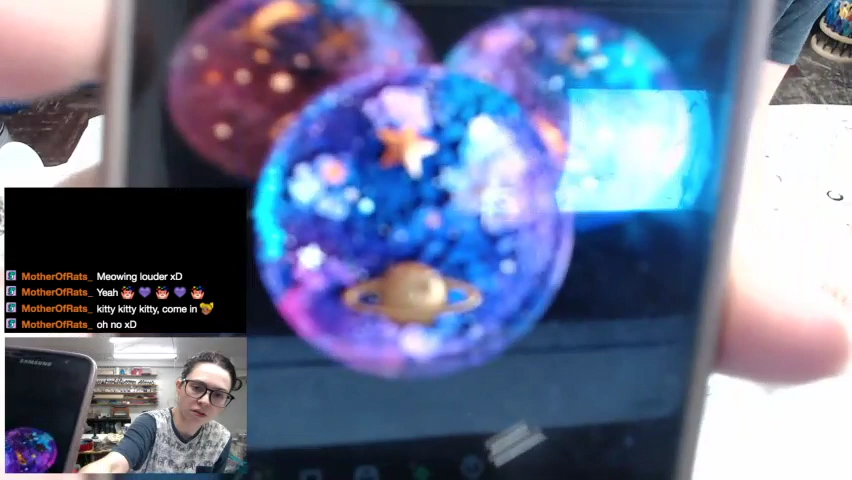 MotherOfRats_ Meowing louder xD
MotherOfRats_ Yeah
MotherOfRats_ kitty kitty kitty, come in
MotherOfRats_ oh no xD
SAMSUNG